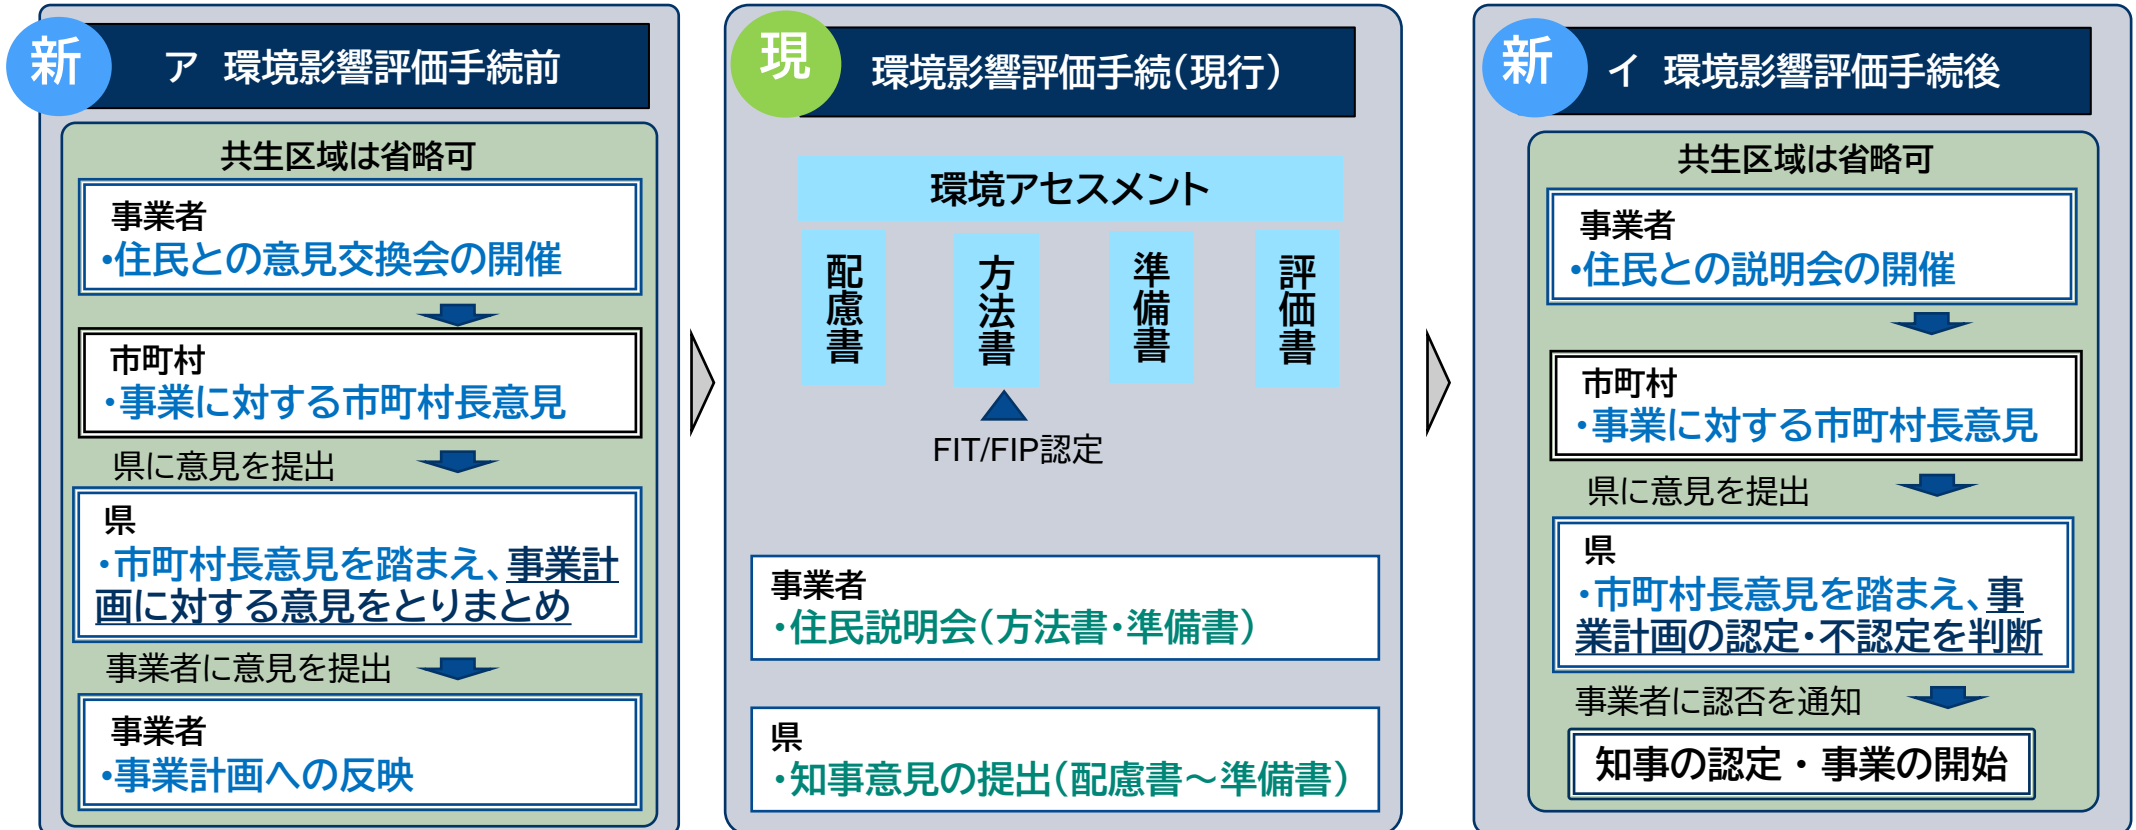 新
ア 環境影響評価手続前
共生区域は省略可
事業者
・住民との意見交換会の開催
市町村
・事業に対する市町村長意見
県に意見を提出
県
・市町村長意見を踏まえ、事業計
画に対する意見をとりまとめ
事業者に意見を提出
事業者
・事業計画への反映
現
環境影響評価手続（現行）
環境アセスメント
配慮書
方法書
準備書
評価書
FIT/FIP認定
事業者
・住民説明会（方法書・準備書）
県
・知事意見の提出（配慮書～準備書）
新
イ 環境影響評価手続後
共生区域は省略可
事業者
・住民との説明会の開催
市町村
・事業に対する市町村長意見
県に意見を提出
県
・市町村長意見を踏まえ、事
業計画の認定・不認定を判断
事業者に認否を通知
知事の認定・事業の開始